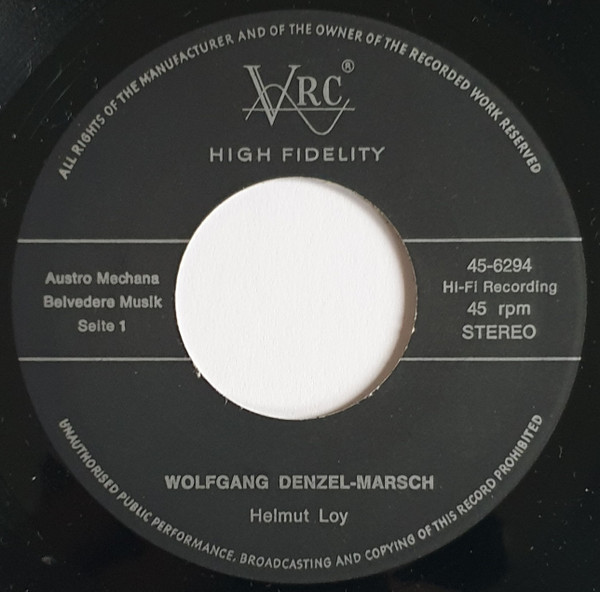 ALL RIGHTS OF THE MANUFACTURER AND OF THE OWNER OF THE RECORDED WORK RESERVED
VRC®
HIGH FIDELITY
Austro Mechana
Belvedere Musik
Seite 1
45-6294
HI-FI Recording
45 rpm
STEREO
WOLFGANG DENZEL-MARSCH
Helmut Loy
UNAUTHORISED PUBLIC PERFORMANCE, BROADCASTING AND COPYING OF THIS RECORD PROHIBITED